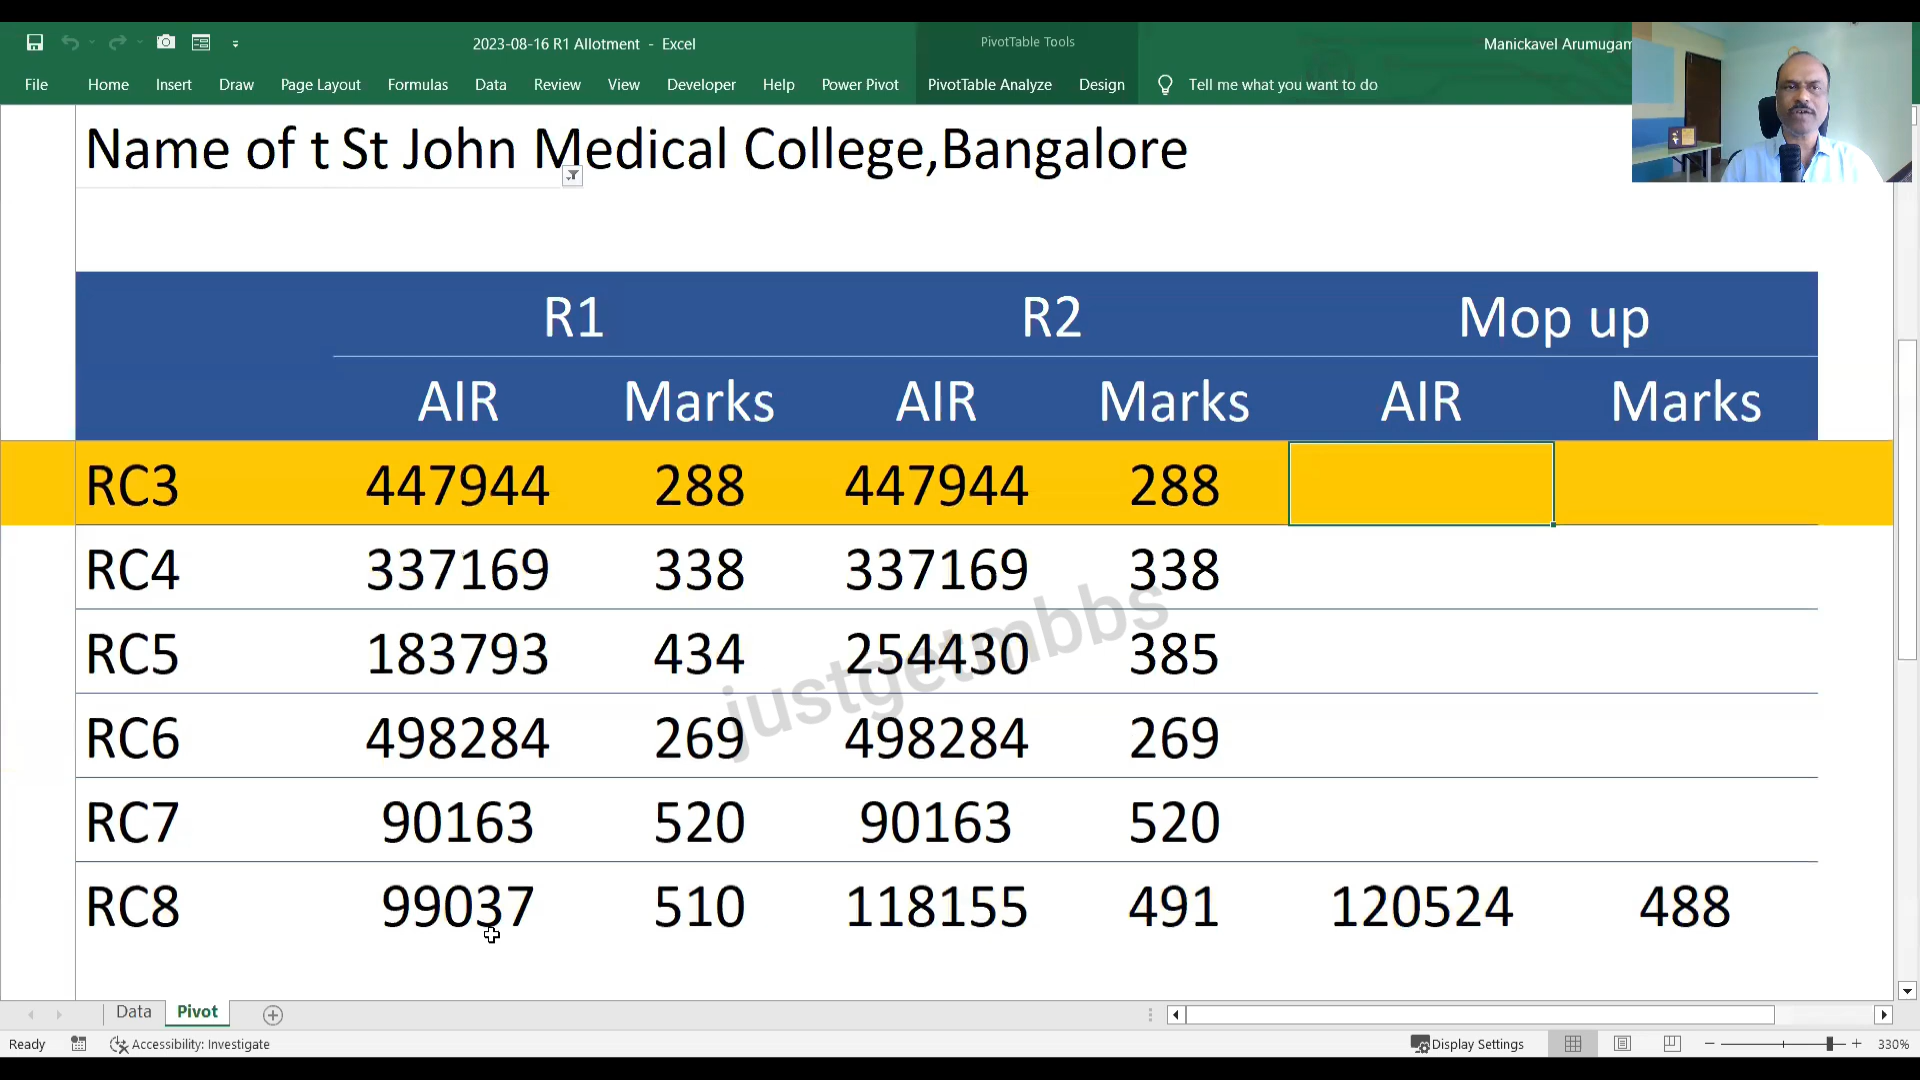 2023-08-16 R1 Allotment - Excel
PivotTable Tools
Manickavel Arumugam
File Home Insert Draw Page Layout Formulas Data Review View Developer Help Power Pivot PivotTable Analyze Design Tell me what you want to do
Name of t St John Medical College,Bangalore
R1 R2 Mop up
AIR Marks AIR Marks AIR Marks
RC3 447944 288 447944 288
RC4 337169 338 337169 338
RC5 183793 434 254430 385
RC6 498284 269 498284 269
RC7 90163 520 90163 520
RC8 99037 510 118155 491 120524 488
justgetmbbs
Data Pivot
Ready Accessibility: Investigate Display Settings 330%